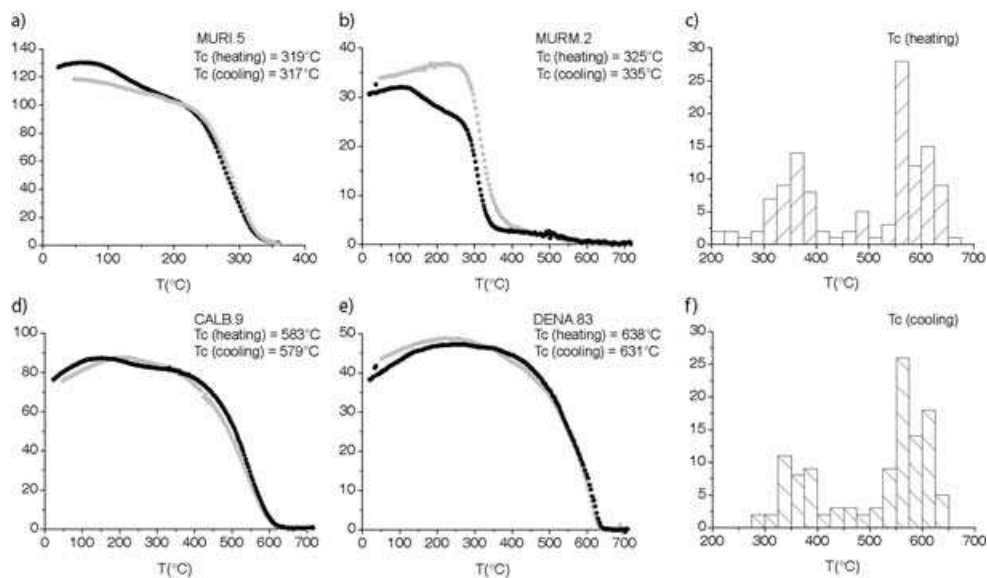 a)
MURI.5
Tc (heating) = 319°C
Tc (cooling) = 317°C
140
120
100
80
60
40
20
0
0 100 200 300 400
T(°C)
b)
MURM.2
Tc (heating) = 325°C
Tc (cooling) = 335°C
40
30
20
10
0
0 100 200 300 400 500 600 700
T(°C)
c)
Tc (heating)
30
25
20
15
10
5
0
200 300 400 500 600 700
T(°C)
d)
CALB.9
Tc (heating) = 583°C
Tc (cooling) = 579°C
100
80
60
40
20
0
0 100 200 300 400 500 600 700
T(°C)
e)
DENA.83
Tc (heating) = 638°C
Tc (cooling) = 631°C
50
40
30
20
10
0
0 100 200 300 400 500 600 700
T(°C)
f)
Tc (cooling)
30
25
20
15
10
5
0
200 300 400 500 600 700
T(°C)